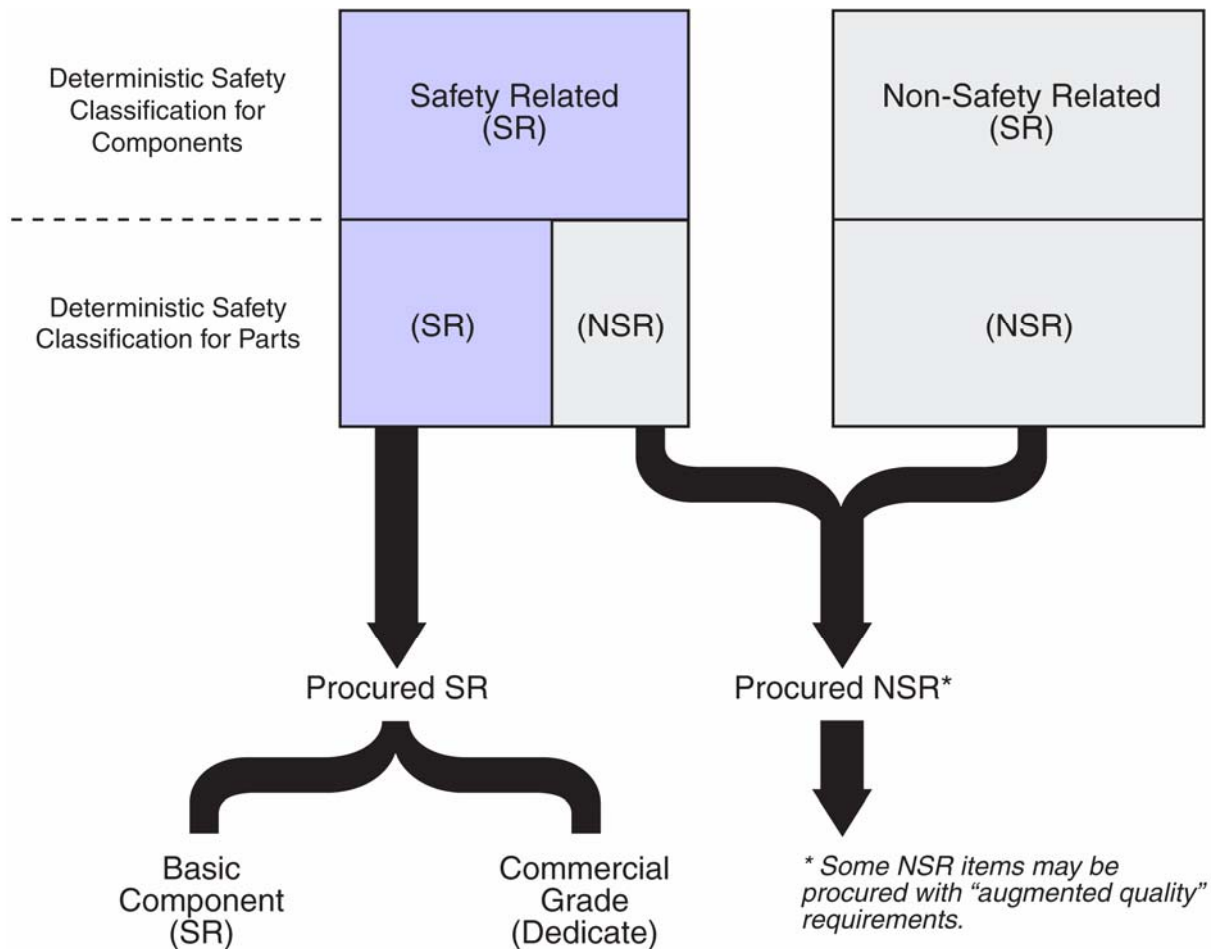 Deterministic Safety
Classification for
Components
Safety Related
(SR)
Non-Safety Related
(SR)
Deterministic Safety
Classification for Parts
(SR)
(NSR)
(NSR)
Procured SR
Procured NSR*
Basic
Component
(SR)
Commercial
Grade
(Dedicate)
* Some NSR items may be
procured with “augmented quality”
requirements.